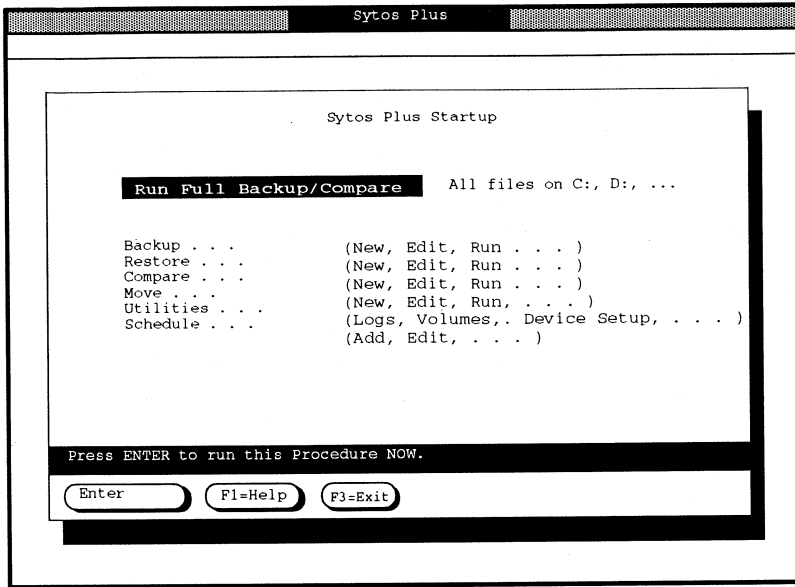 Sytos Plus
Sytos Plus Startup
Run Full Backup/Compare All files on C:, D:, ...
Backup . . . (New, Edit, Run . . . )
Restore . . . (New, Edit, Run . . . )
Compare . . . (New, Edit, Run . . . )
Move . . . (New, Edit, Run, . . . )
Utilities . . . (Logs, Volumes,. Device Setup, . . . )
Schedule . . . (Add, Edit, . . . )
Press ENTER to run this Procedure NOW.
Enter F1=Help F3=Exit